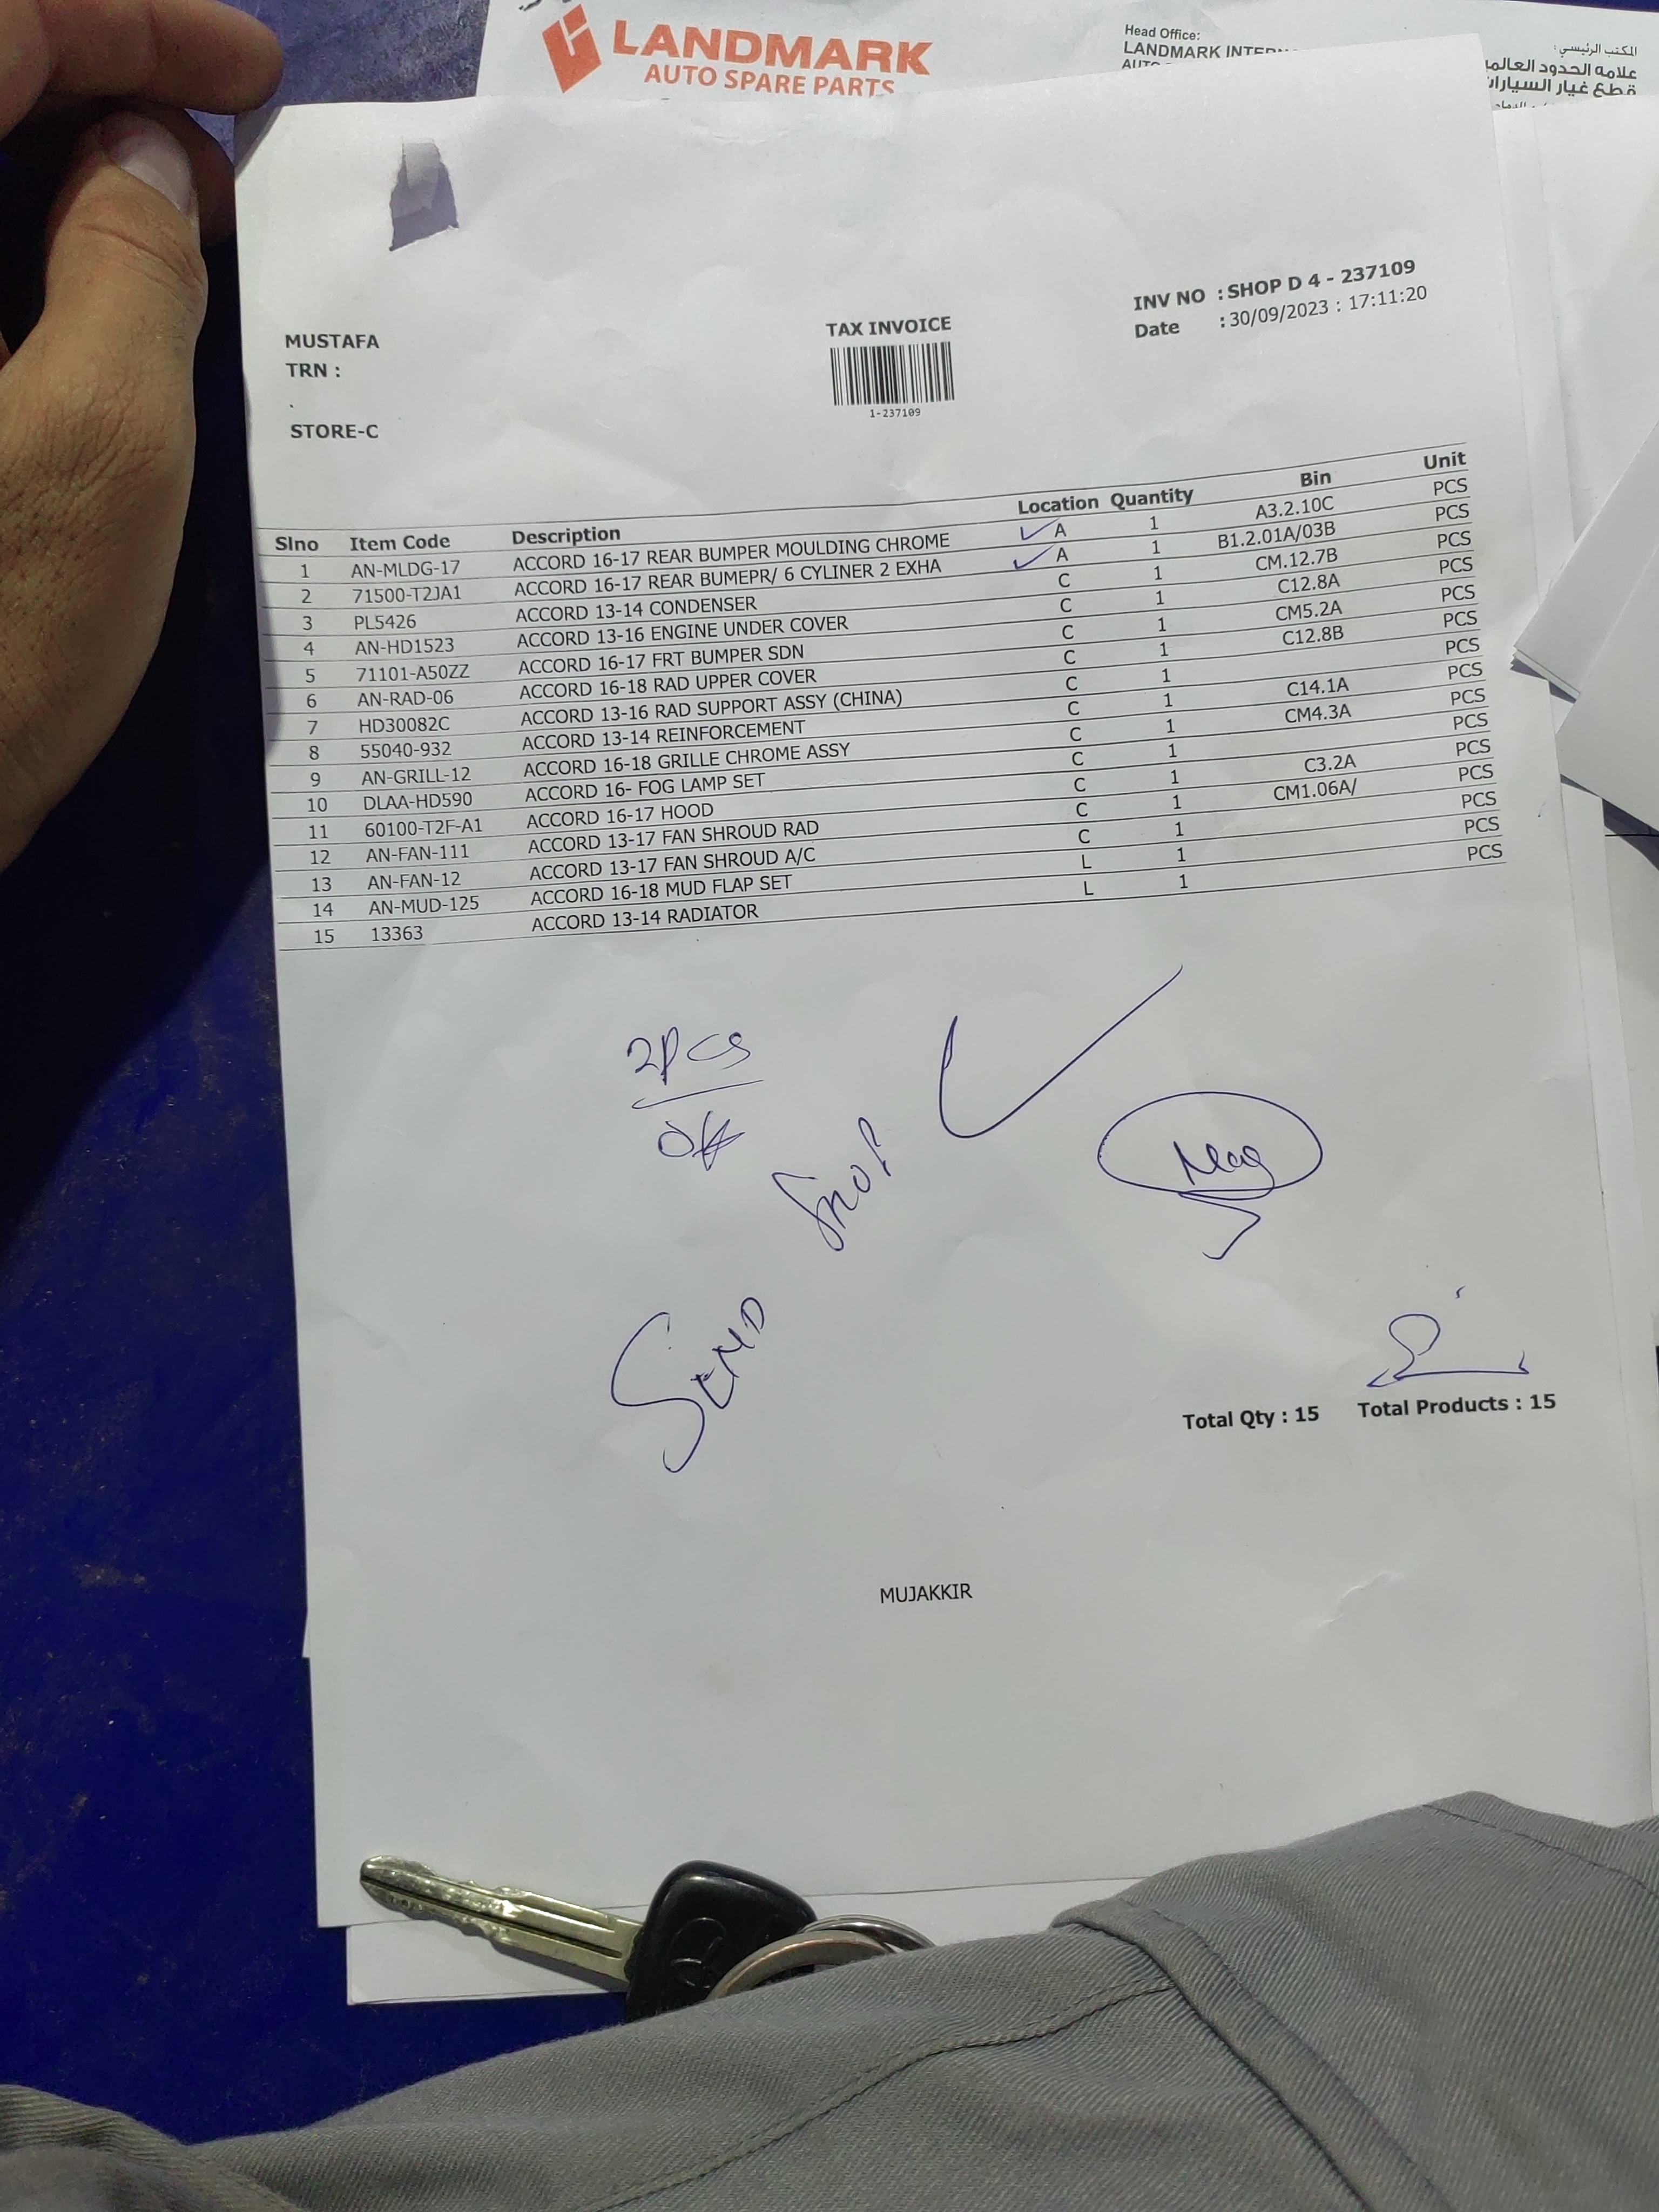 LANDMARK
AUTO SPARE PARTS
Head Office:
LANDMARK
المكتب الرئيسي :
علامه الحدود
قطع غيار
MUSTAFA
TRN :
.
STORE-C
TAX INVOICE
1-237109
INV NO : SHOP D 4 - 237109
Date : 30/09/2023 : 17:11:20
Slno Item Code Description Location Quantity Bin Unit
1 AN-MLDG-17 ACCORD 16-17 REAR BUMPER MOULDING CHROME A 1 A3.2.10C PCS
2 71500-T2JA1 ACCORD 16-17 REAR BUMEPR/ 6 CYLINER 2 EXHA A 1 B1.2.01A/03B PCS
3 PL5426 ACCORD 13-14 CONDENSER C 1 CM.12.7B PCS
4 AN-HD1523 ACCORD 13-16 ENGINE UNDER COVER C 1 C12.8A PCS
5 71101-A50ZZ ACCORD 16-17 FRT BUMPER SDN C 1 CM5.2A PCS
6 AN-RAD-06 ACCORD 16-18 RAD UPPER COVER C 1 C12.8B PCS
7 HD30082C ACCORD 13-16 RAD SUPPORT ASSY (CHINA) C 1 PCS
8 55040-932 ACCORD 13-14 REINFORCEMENT C 1 C14.1A PCS
9 AN-GRILL-12 ACCORD 16-18 GRILLE CHROME ASSY C 1 CM4.3A PCS
10 DLAA-HD590 ACCORD 16- FOG LAMP SET C 1 PCS
11 60100-T2F-A1 ACCORD 16-17 HOOD C 1 C3.2A PCS
12 AN-FAN-111 ACCORD 13-17 FAN SHROUD RAD C 1 CM1.06A/ PCS
13 AN-FAN-12 ACCORD 13-17 FAN SHROUD A/C C 1 PCS
14 AN-MUD-125 ACCORD 16-18 MUD FLAP SET L 1 PCS
15 13363 ACCORD 13-14 RADIATOR L 1 PCS
2PCS
OK
SEND SHOP
Total Qty : 15 Total Products : 15
MUJAKKIR